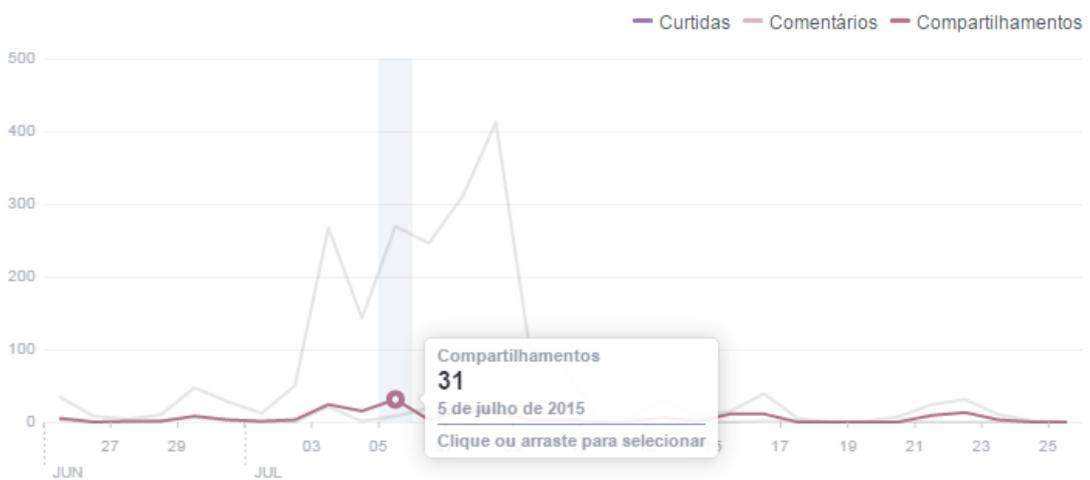 Curtidas Comentários Compartilhamentos
500
400
300
200
100
0
Compartilhamentos
31
5 de julho de 2015
Clique ou arraste para selecionar
27 29 03 05 17 19 21 23 25
JUN JUL